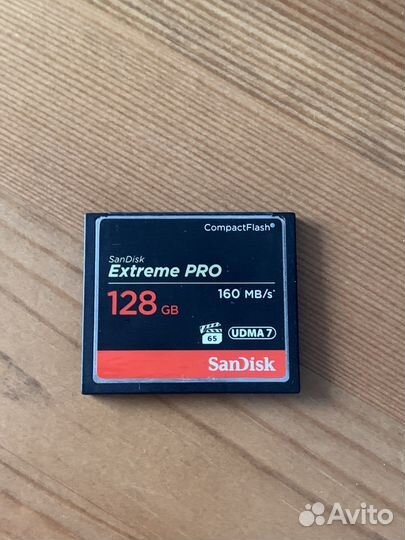 CompactFlash®
SanDisk
Extreme PRO
128 GB 160 MB/s*
65 UDMA 7
SanDisk
Avito